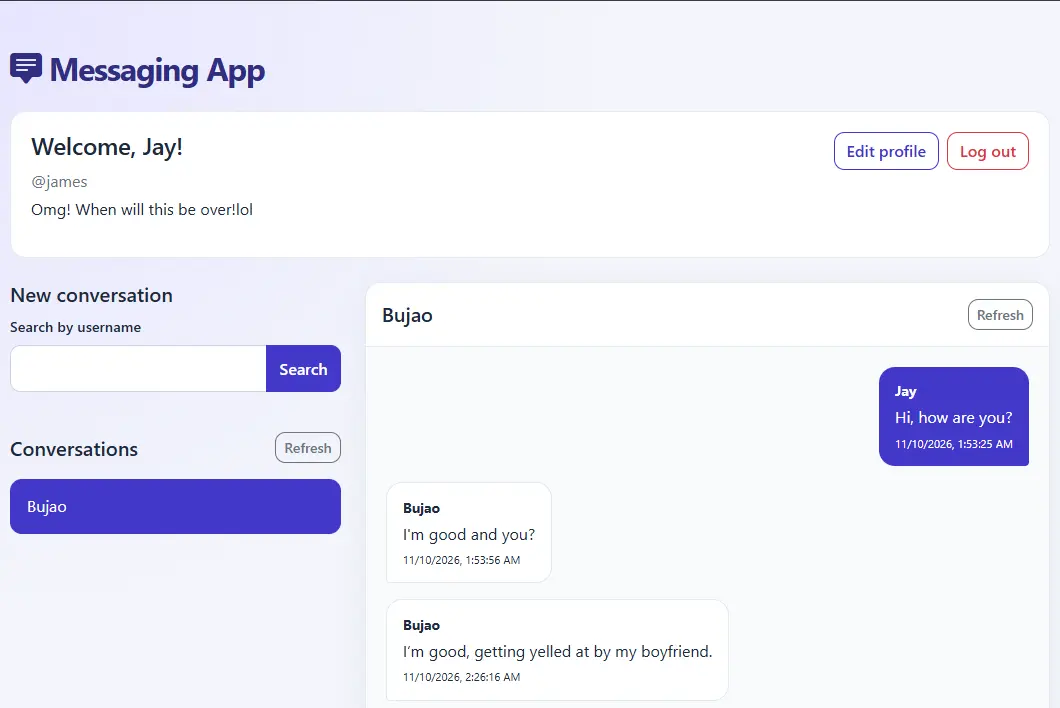 Messaging App
Welcome, Jay!
Edit profile
Log out
@james
Omg! When will this be over!lol
New conversation
Search by username
Search
Conversations
Refresh
Bujao
Bujao
Refresh
Jay
Hi, how are you?
11/10/2026, 1:53:25 AM
Bujao
I'm good and you?
11/10/2026, 1:53:56 AM
Bujao
I’m good, getting yelled at by my boyfriend.
11/10/2026, 2:26:16 AM